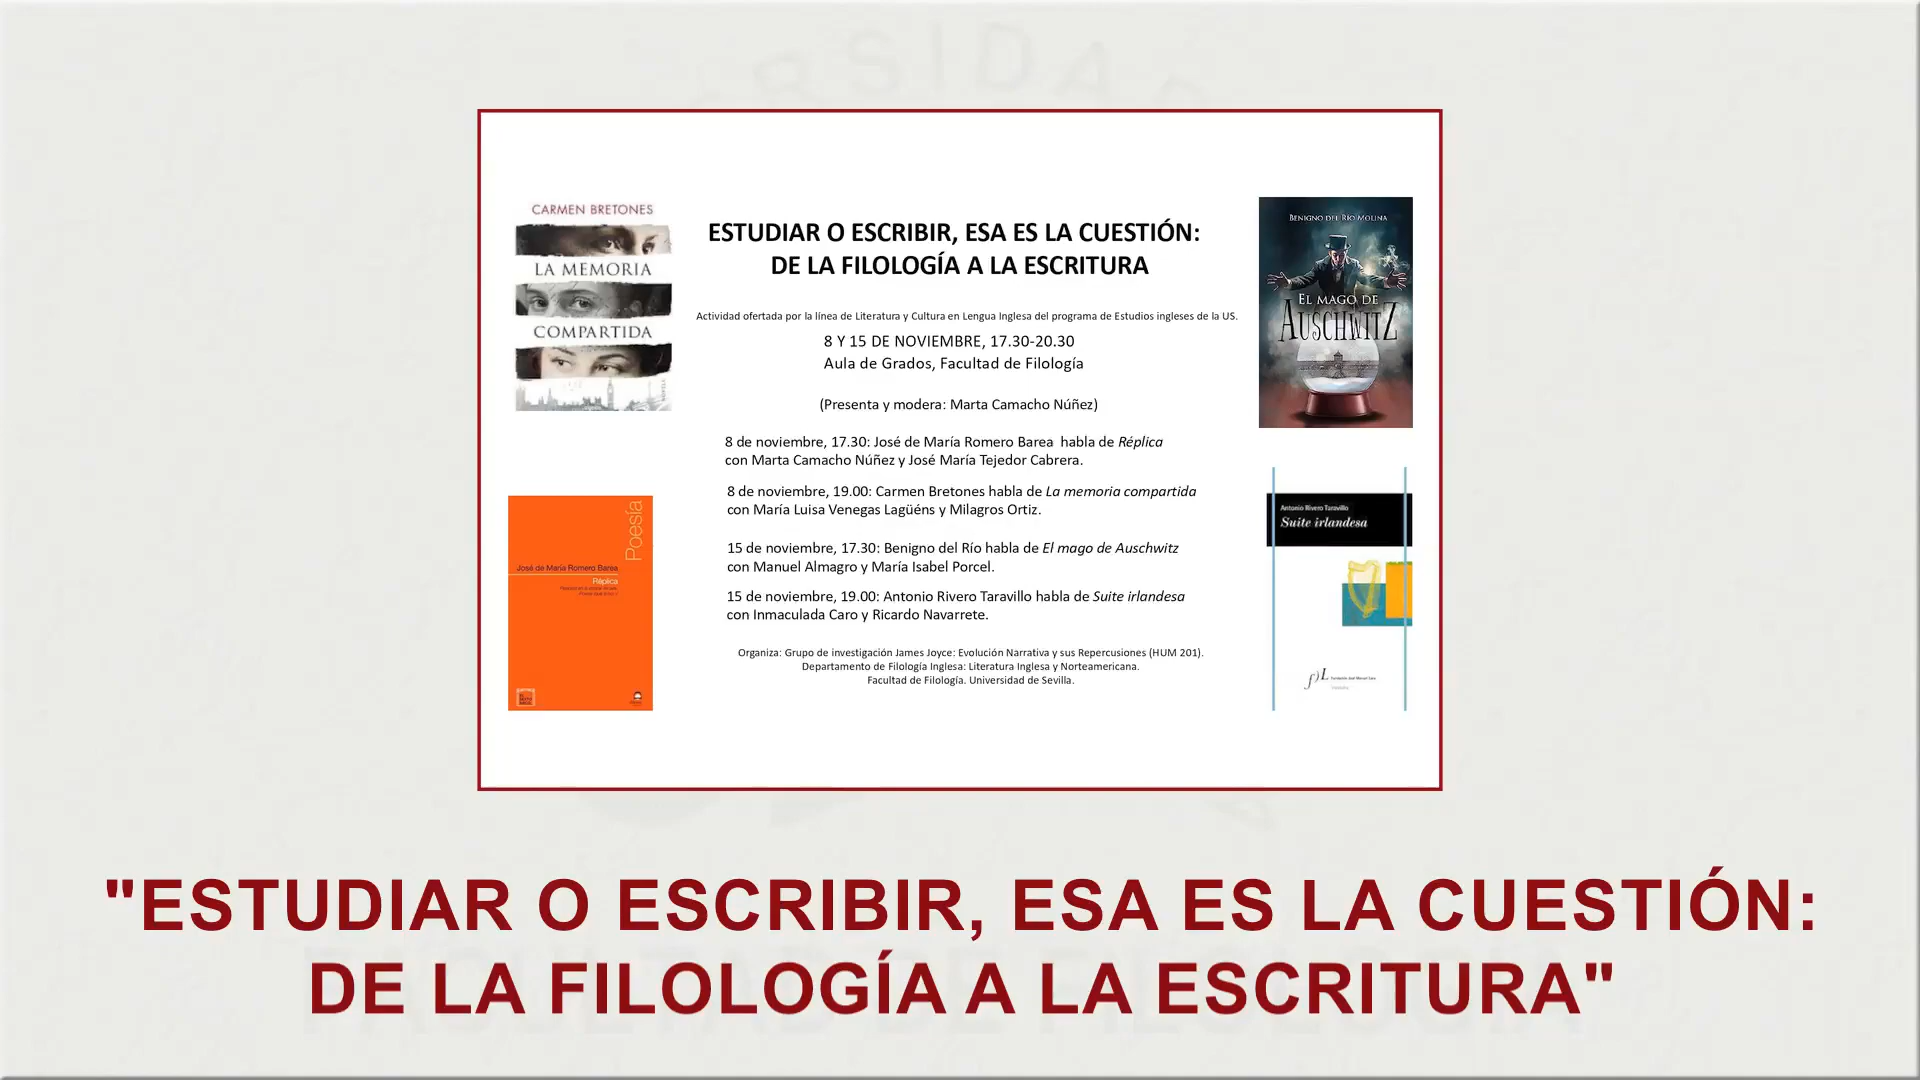 CARMEN BRETONES
LA MEMORIA
COMPARTIDA
ESTUDIAR O ESCRIBIR, ESA ES LA CUESTIÓN:
DE LA FILOLOGÍA A LA ESCRITURA
Actividad ofertada por la línea de Literatura y Cultura en Lengua Inglesa del programa de Estudios ingleses de la US.
8 Y 15 DE NOVIEMBRE, 17.30-20.30
Aula de Grados, Facultad de Filología
(Presenta y modera: Marta Camacho Núñez)
8 de noviembre, 17.30: José de María Romero Barea habla de Réplica
con Marta Camacho Núñez y José María Tejedor Cabrera.
8 de noviembre, 19.00: Carmen Bretones habla de La memoria compartida
con María Luisa Venegas Lagüéns y Milagros Ortiz.
15 de noviembre, 17.30: Benigno del Río habla de El mago de Auschwitz
con Manuel Almagro y María Isabel Porcel.
15 de noviembre, 19.00: Antonio Rivero Taravillo habla de Suite irlandesa
con Inmaculada Caro y Ricardo Navarrete.
Organiza: Grupo de investigación James Joyce: Evolución Narrativa y sus Repercusiones (HUM 201).
Departamento de Filología Inglesa: Literatura Inglesa y Norteamericana.
Facultad de Filología. Universidad de Sevilla.
BENIGNO DEL RÍO MOLINA
EL MAGO DE
AUSCHWITZ
Poesía
José de María Romero Barea
Réplica
Antonio Rivero Taravillo
Suite irlandesa
"ESTUDIAR O ESCRIBIR, ESA ES LA CUESTIÓN:
DE LA FILOLOGÍA A LA ESCRITURA"